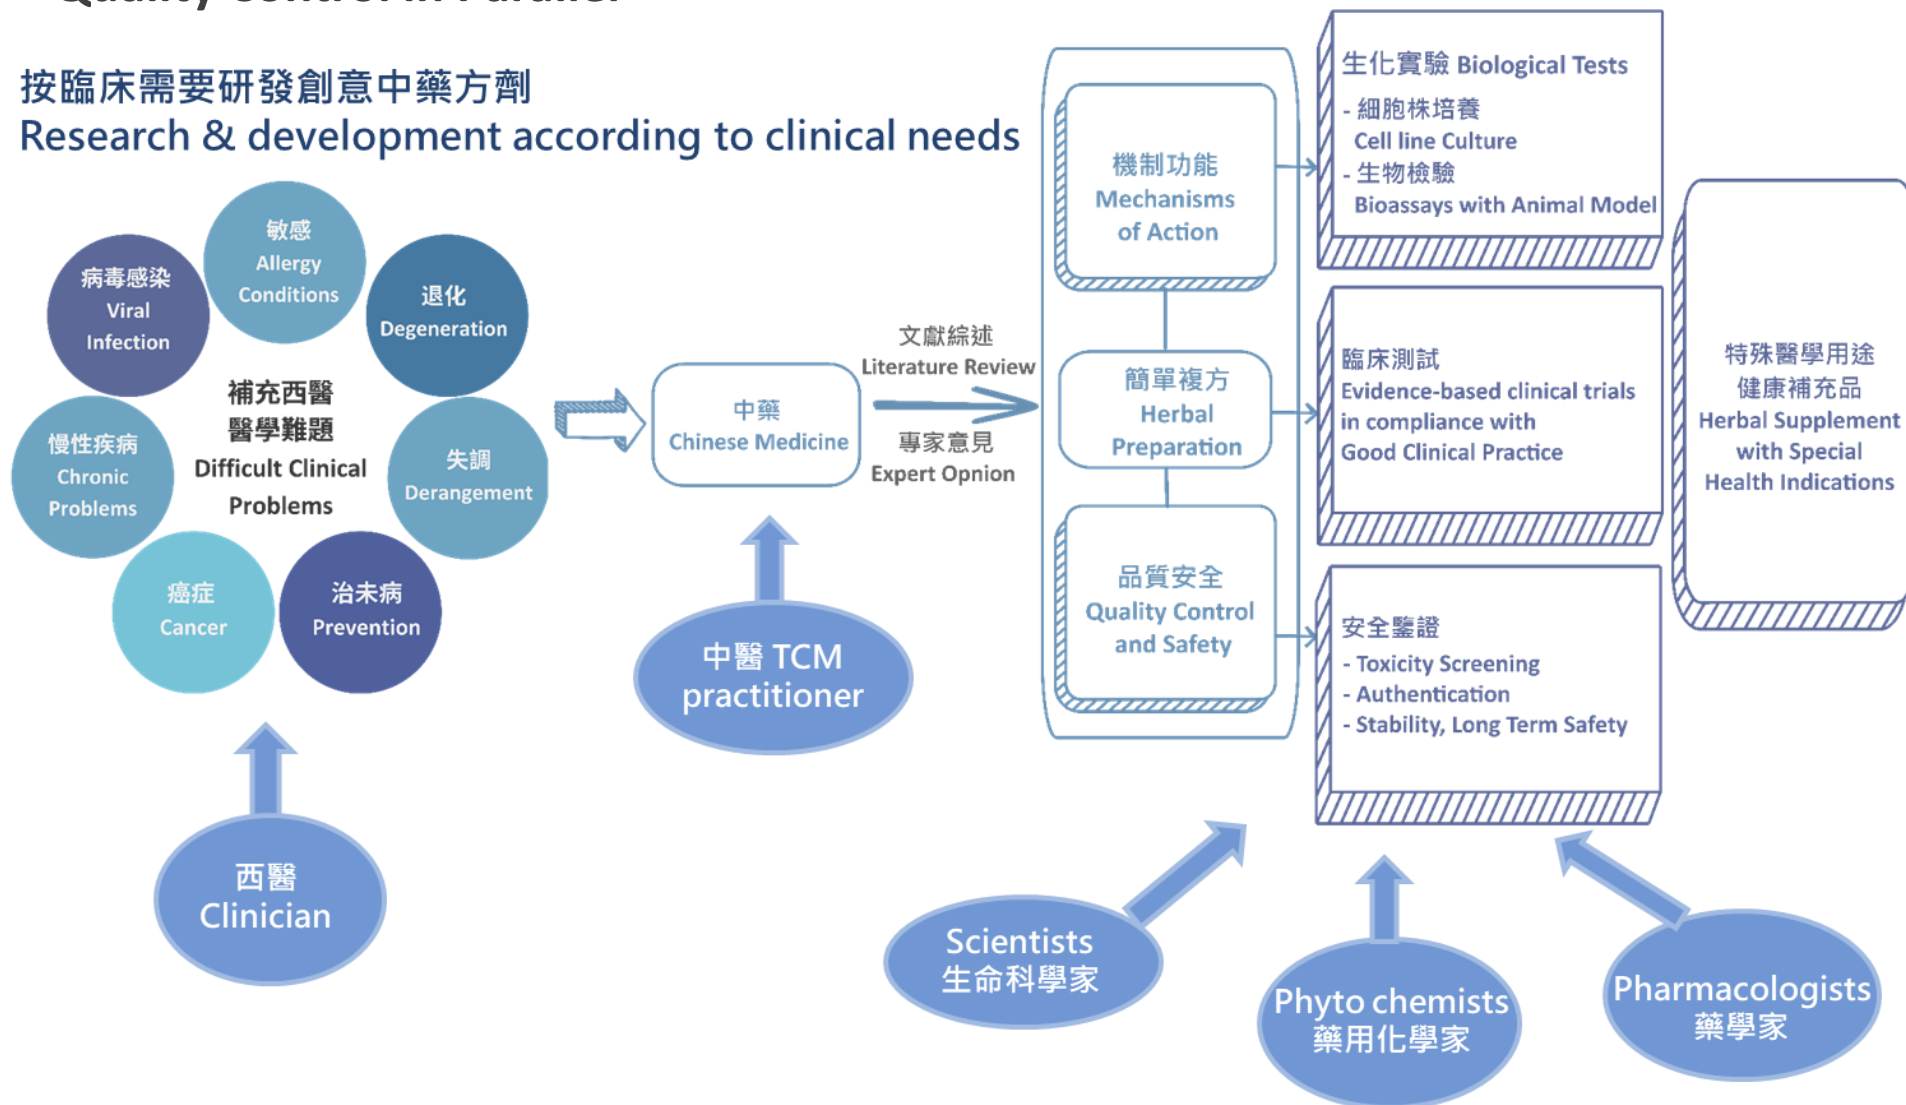 Quality Control in Parallel
按臨床需要研發創意中藥方劑
Research & development according to clinical needs
敏感
Allergy
Conditions
病毒感染
Viral
Infection
退化
Degeneration
補充西醫
醫學難題
Difficult Clinical
Problems
慢性疾病
Chronic
Problems
失調
Derangement
癌症
Cancer
治未病
Prevention
西醫
Clinician
中藥
Chinese Medicine
中醫 TCM
practitioner
文獻綜述
Literature Review
專家意見
Expert Opnion
機制功能
Mechanisms
of Action
簡單複方
Herbal
Preparation
品質安全
Quality Control
and Safety
生化實驗 Biological Tests
- 細胞株培養
Cell line Culture
- 生物檢驗
Bioassays with Animal Model
臨床測試
Evidence-based clinical trials
in compliance with
Good Clinical Practice
安全鑒證
- Toxicity Screening
- Authentication
- Stability, Long Term Safety
特殊醫學用途
健康補充品
Herbal Supplement
with Special
Health Indications
Scientists
生命科學家
Phyto chemists
藥用化學家
Pharmacologists
藥學家